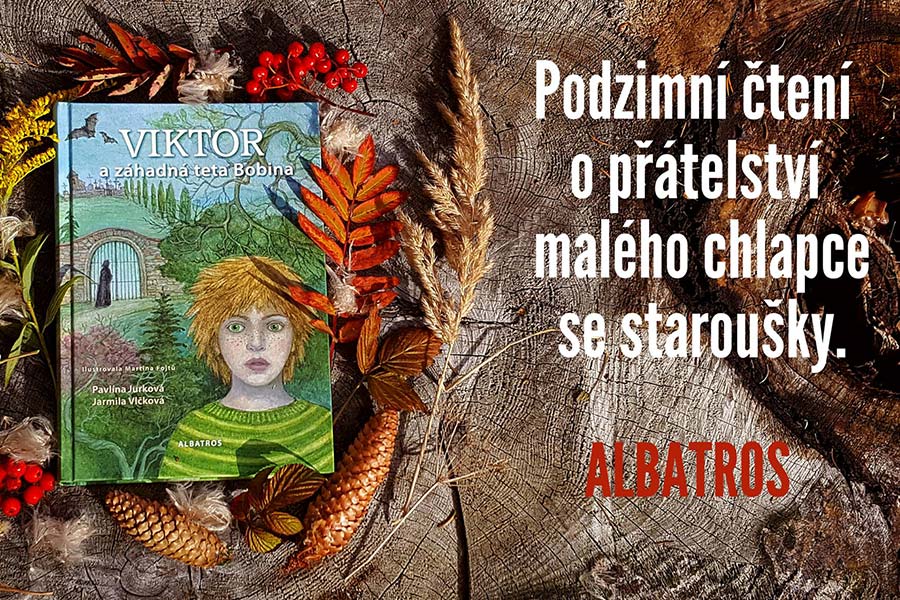 VIKTOR
a záhadná teta Bobina
Ilustrovala Martina Fojtů
Pavlína Jurková
Jarmila Vlčková
ALBATROS
Podzimní čtení
o přátelství
malého chlapce
se staroušky.
ALBATROS